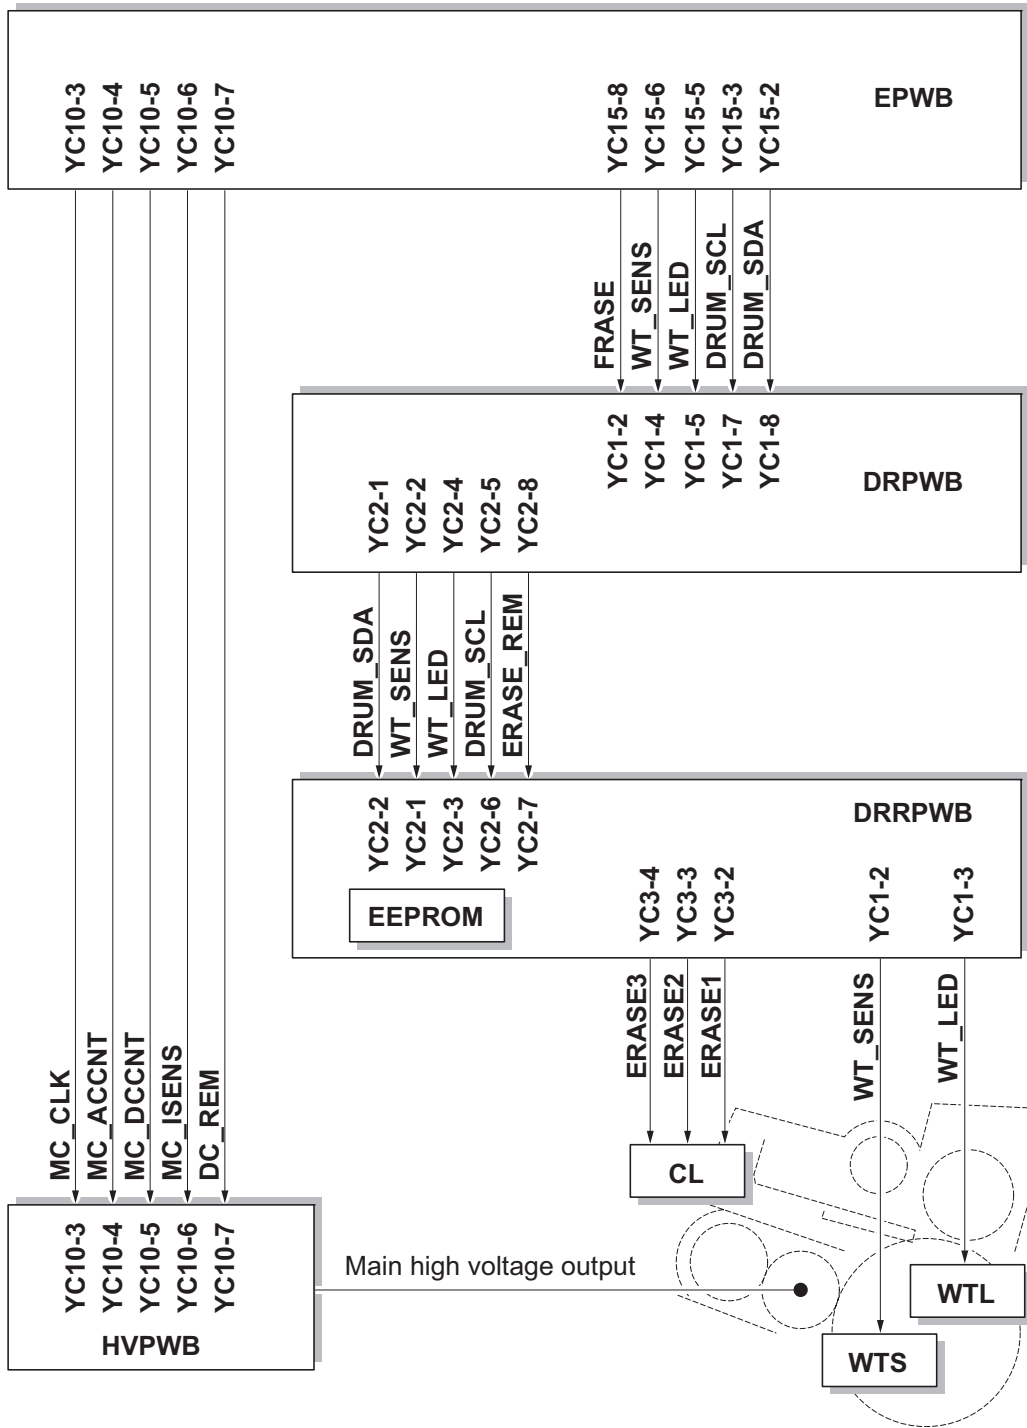 YC10-3
YC10-4
YC10-5
YC10-6
YC10-7
YC15-8
YC15-6
YC15-5
YC15-3
YC15-2
EPWB
FRASE
WT_SENS
WT_LED
DRUM_SCL
DRUM_SDA
YC1-2
YC1-4
YC1-5
YC1-7
YC1-8
DRPWB
YC2-1
YC2-2
YC2-4
YC2-5
YC2-8
DRUM_SDA
WT_SENS
WT_LED
DRUM_SCL
ERASE_REM
YC2-2
YC2-1
YC2-3
YC2-6
YC2-7
DRRPWB
EEPROM
YC3-4
YC3-3
YC3-2
YC1-2
YC1-3
ERASE3
ERASE2
ERASE1
WT_SENS
WT_LED
MC_CLK
MC_ACCNT
MC_DCCNT
MC_ISENS
DC_REM
CL
YC10-3
YC10-4
YC10-5
YC10-6
YC10-7
HVPWB
Main high voltage output
WTL
WTS